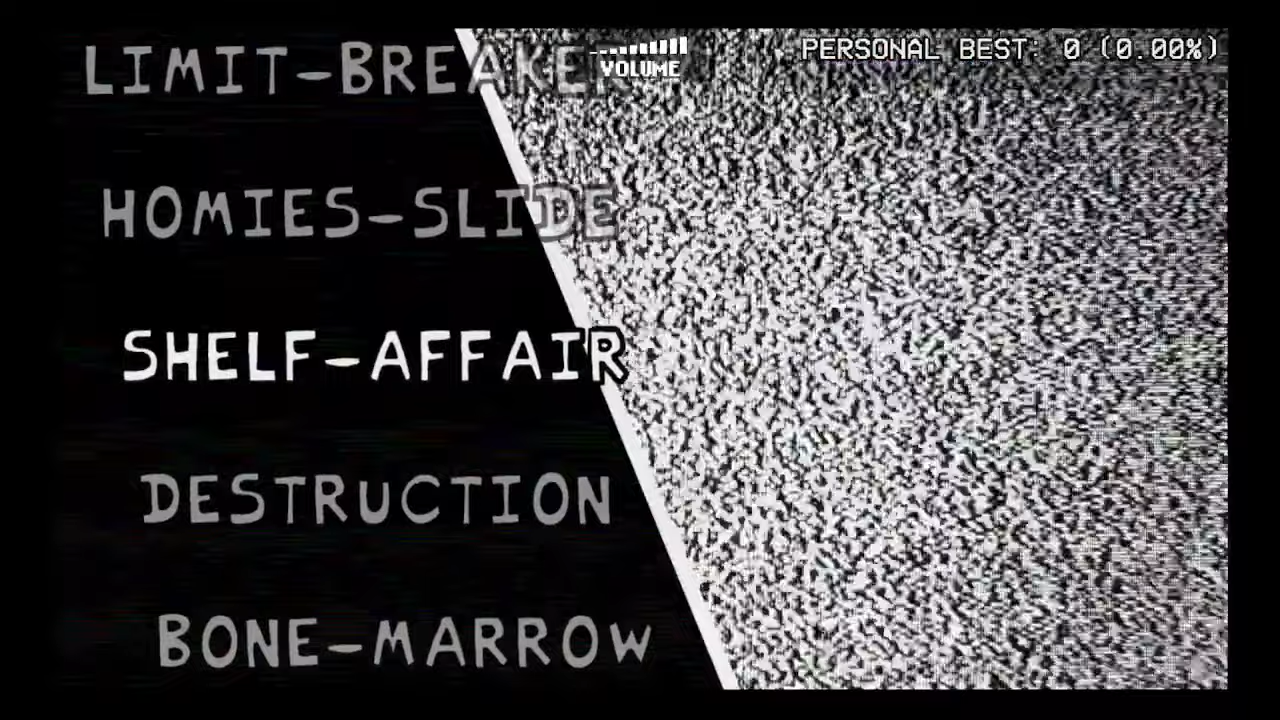 LIMIT-BREAKER
VOLUME
PERSONAL BEST: 0 (0.00%)
HOMIES-SLIDE
SHELF-AFFAIR
DESTRUCTION
BONE-MARROW